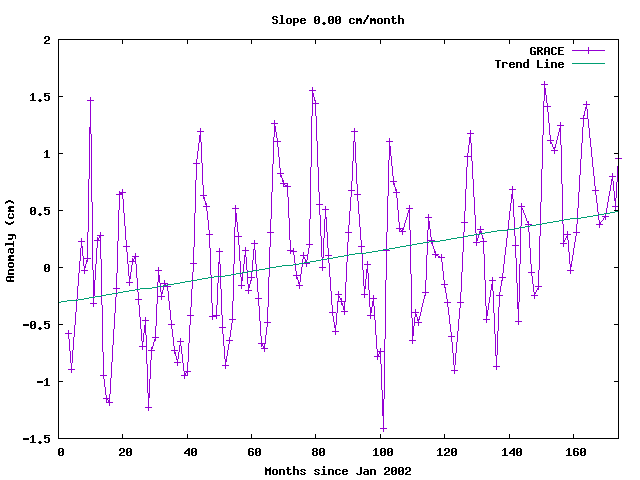 Slope 0.00 cm/month
GRACE
Trend Line
2
1.5
1
0.5
0
-0.5
-1
-1.5
Anomaly (cm)
0 20 40 60 80 100 120 140 160
Months since Jan 2002